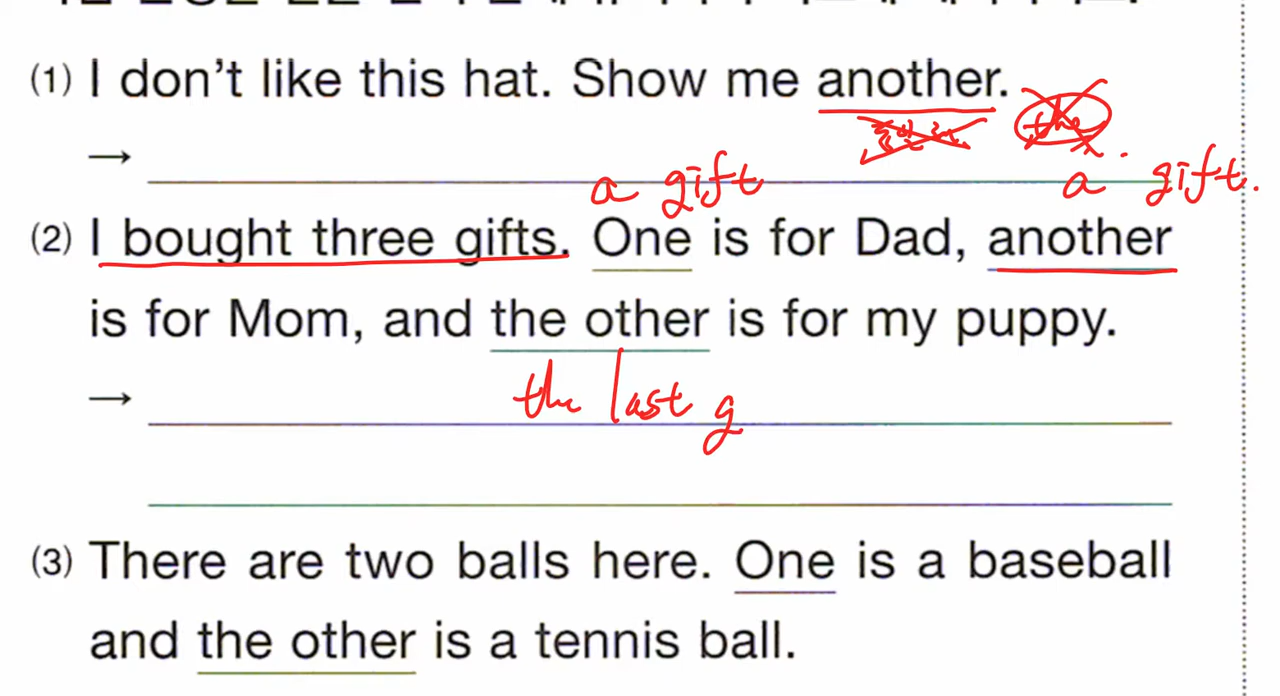 (1) I don't like this hat. Show me another.
the
→
a gift a gift.
(2) I bought three gifts. One is for Dad, another
is for Mom, and the other is for my puppy.
→ the last g
(3) There are two balls here. One is a baseball
and the other is a tennis ball.